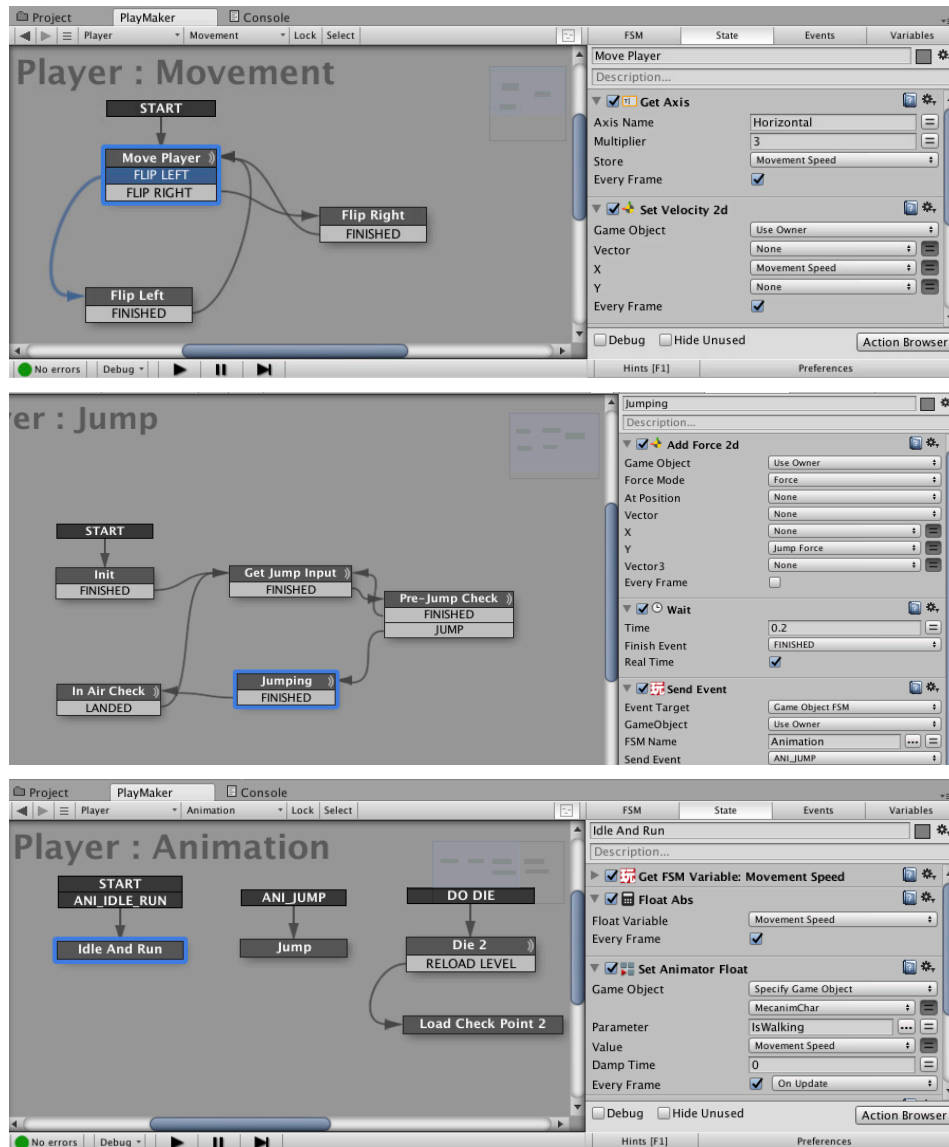 Project PlayMaker Console
Player Movement Lock Select
FSM State Events Variables
Player : Movement
START
Move Player
FLIP LEFT
FLIP RIGHT
Flip Right
FINISHED
Flip Left
FINISHED
No errors Debug
Move Player
Description...
Get Axis
Axis Name Horizontal
Multiplier 3
Store Movement Speed
Every Frame
Set Velocity 2d
Game Object Use Owner
Vector None
X Movement Speed
Y None
Every Frame
Debug Hide Unused Action Browser
Hints [F1] Preferences
er : Jump
START
Init
FINISHED
Get Jump Input
FINISHED
Pre-Jump Check
FINISHED
JUMP
Jumping
FINISHED
In Air Check
LANDED
Jumping
Description...
Add Force 2d
Game Object Use Owner
Force Mode Force
At Position None
Vector None
X None
Y Jump Force
Vector3 None
Every Frame
Wait
Time 0.2
Finish Event FINISHED
Real Time
Send Event
Event Target Game Object FSM
GameObject Use Owner
FSM Name Animation
Send Event ANI_JUMP
Project PlayMaker Console
Player Animation Lock Select
FSM State Events Variables
Player : Animation
START
ANI_IDLE_RUN
Idle And Run
ANI_JUMP
Jump
DO DIE
Die 2
RELOAD LEVEL
Load Check Point 2
No errors Debug
Idle And Run
Description...
Get FSM Variable: Movement Speed
Float Abs
Float Variable Movement Speed
Every Frame
Set Animator Float
Game Object Specify Game Object
MecanimChar
Parameter IsWalking
Value Movement Speed
Damp Time 0
Every Frame On Update
Debug Hide Unused Action Browser
Hints [F1] Preferences